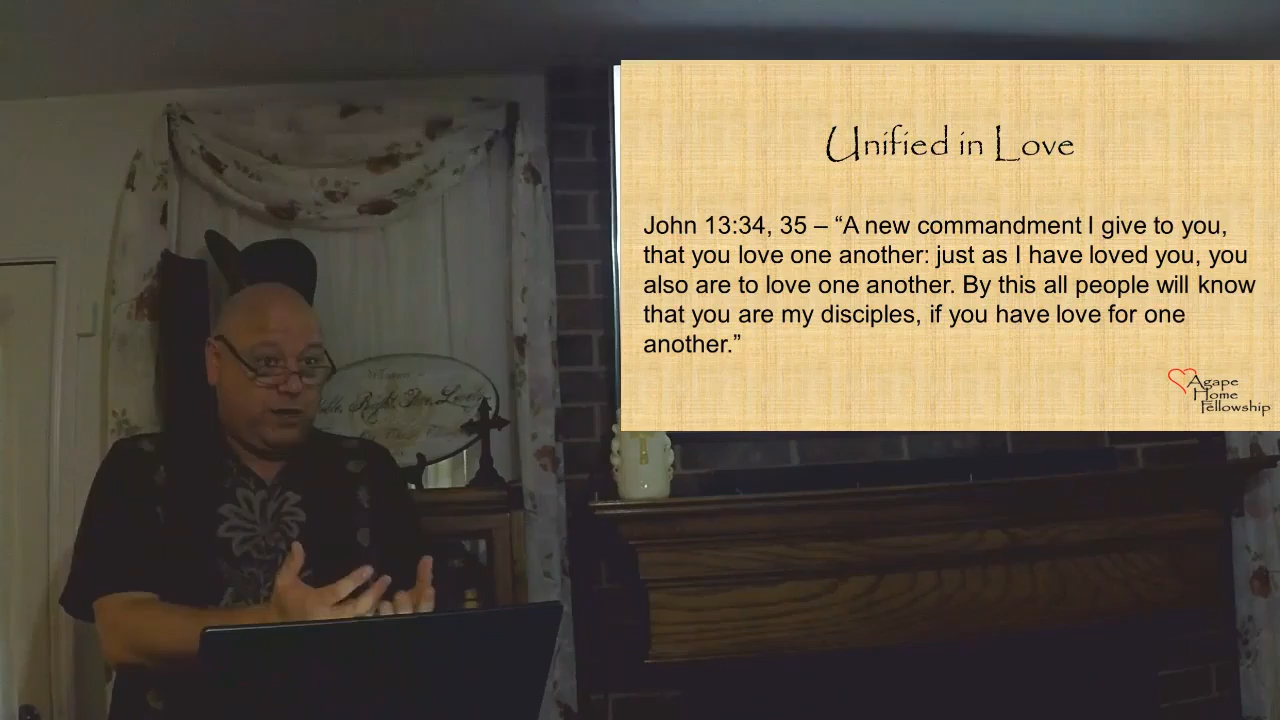 Unified in Love
John 13:34, 35 – “A new commandment I give to you,
that you love one another: just as I have loved you, you
also are to love one another. By this all people will know
that you are my disciples, if you have love for one
another.”
Agape
Home
Fellowship
Pure, Lovely